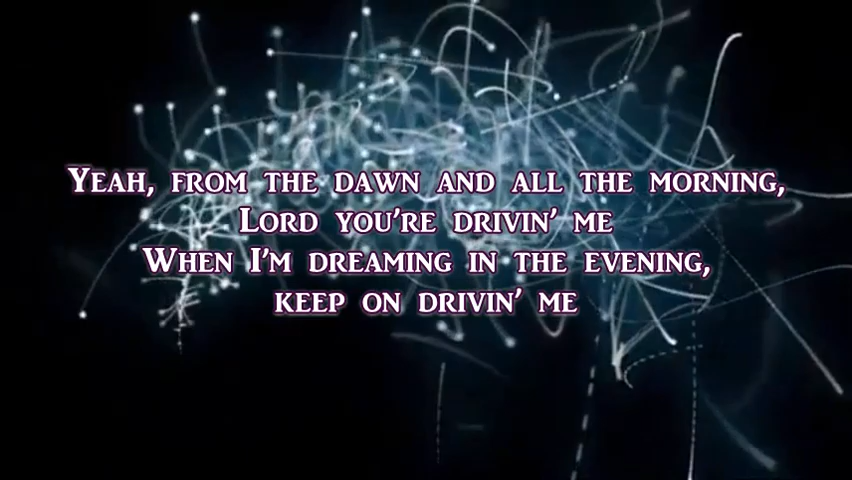 Yeah, from the dawn and all the morning,
Lord you're drivin' me
When I'm dreaming in the evening,
keep on drivin' me